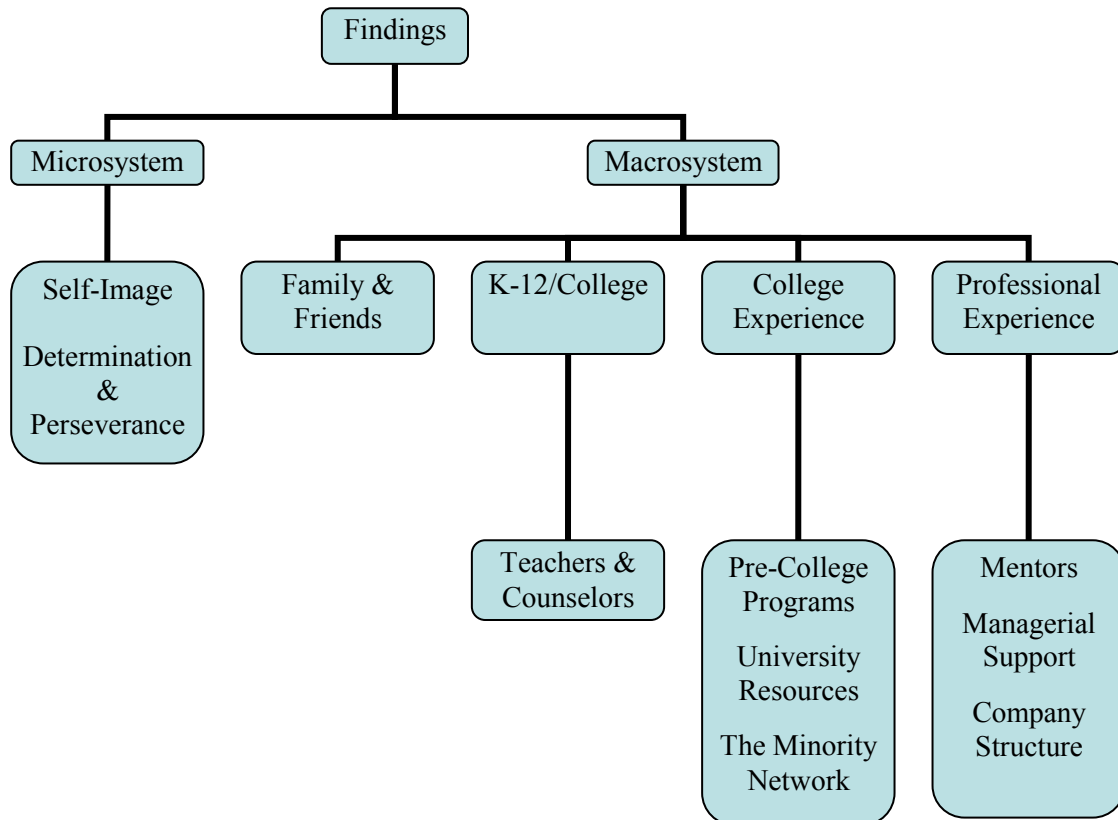 Findings
Microsystem
Macrosystem
Self-Image
Determination
&
Perseverance
Family &
Friends
K-12/College
College
Experience
Professional
Experience
Teachers &
Counselors
Pre-College
Programs
University
Resources
The Minority
Network
Mentors
Managerial
Support
Company
Structure